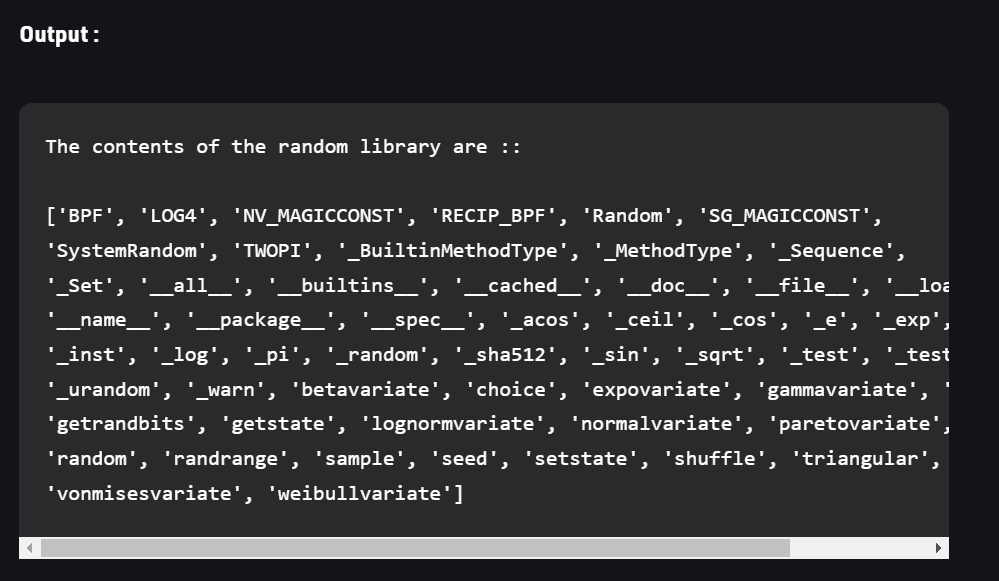 Output:
The contents of the random library are ::
['BPF', 'LOG4', 'NV_MAGICCONST', 'RECIP_BPF', 'Random', 'SG_MAGICCONST',
'SystemRandom', 'TWOPI', '_BuiltinMethodType', '_MethodType', '_Sequence',
'_Set', '__all__', '__builtins__', '__cached__', '__doc__', '__file__', '__loa
'__name__', '__package__', '__spec__', '_acos', '_ceil', '_cos', '_e', '_exp',
'_inst', '_log', '_pi', '_random', '_sha512', '_sin', '_sqrt', '_test', '_test
'_urandom', '_warn', 'betavariate', 'choice', 'expovariate', 'gammavariate', '
'getrandbits', 'getstate', 'lognormvariate', 'normalvariate', 'paretovariate',
'random', 'randrange', 'sample', 'seed', 'setstate', 'shuffle', 'triangular',
'vonmisesvariate', 'weibullvariate']